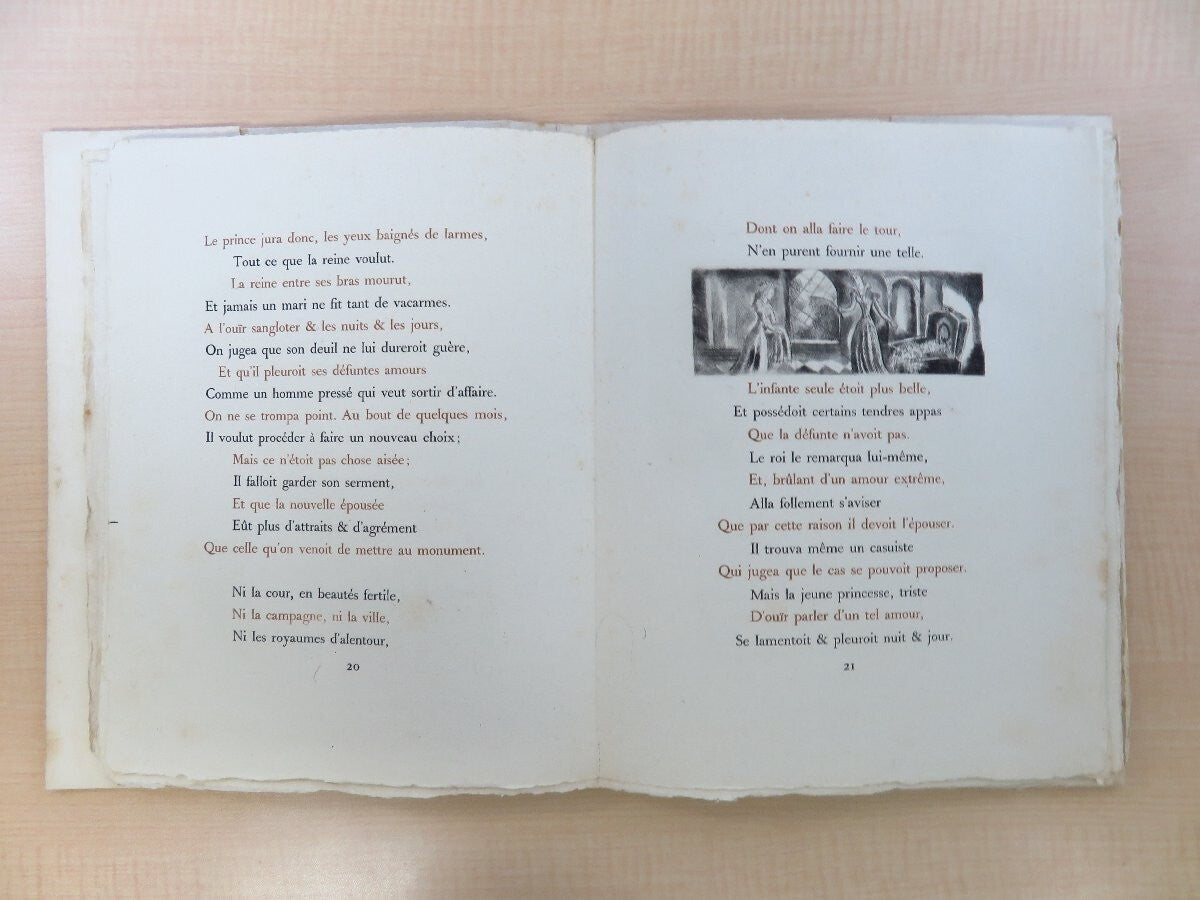 Le prince jura donc, les yeux baignés de larmes,
Tout ce que la reine voulut.
La reine entre ses bras mourut,
Et jamais un mari ne fit tant de vacarmes.
A l'ouïr sangloter & les nuits & les jours,
On jugea que son deuil ne lui dureroit guère,
Et qu'il pleuroit ses défuntes amours
Comme un homme pressé qui veut sortir d'affaire.
On ne se trompa point. Au bout de quelques mois,
Il voulut procéder à faire un nouveau choix;
Mais ce n'étoit pas chose aisée;
Il falloit garder son serment,
Et que la nouvelle épousée
Eût plus d'attraits & d'agrément
Que celle qu'on venoit de mettre au monument.
Ni la cour, en beautés fertile,
Ni la campagne, ni la ville,
Ni les royaumes d'alentour,
20
Dont on alla faire le tour,
N'en purent fournir une telle.
L'infante seule étoit plus belle,
Et possédoit certains tendres appas
Que la défunte n'avoit pas.
Le roi le remarqua lui-même,
Et, brûlant d'un amour extrême,
Alla follement s'aviser
Que par cette raison il devoit l'épouser.
Il trouva même un casuiste
Qui jugea que le cas se pouvoit proposer.
Mais la jeune princesse, triste
D'ouïr parler d'un tel amour,
Se lamentoit & pleuroit nuit & jour.
21